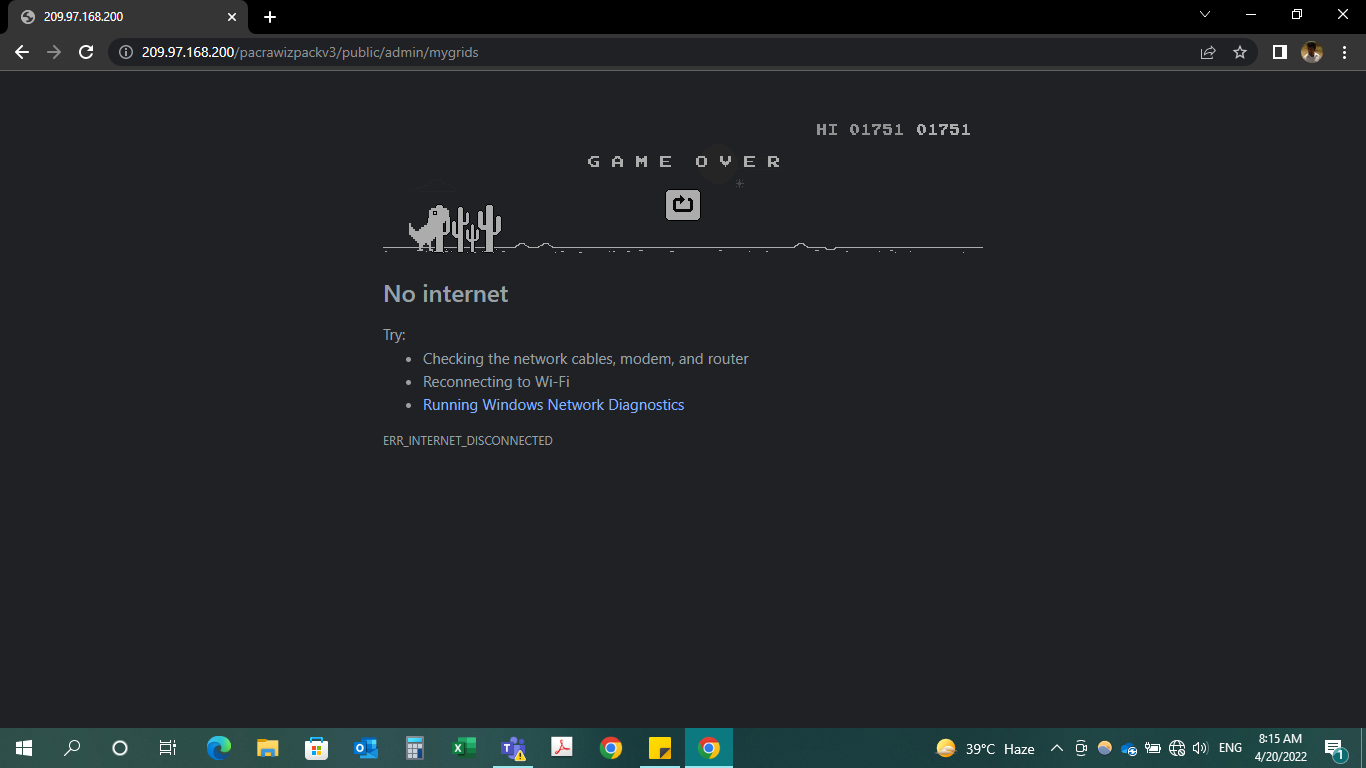 209.97.168.200
209.97.168.200/pacrawizpackv3/public/admin/mygrids
HI 01751 01751
GAME OVER
No internet
Try:
• Checking the network cables, modem, and router
• Reconnecting to Wi-Fi
• Running Windows Network Diagnostics
ERR_INTERNET_DISCONNECTED
39°C Haze
ENG
8:15 AM
4/20/2022
1